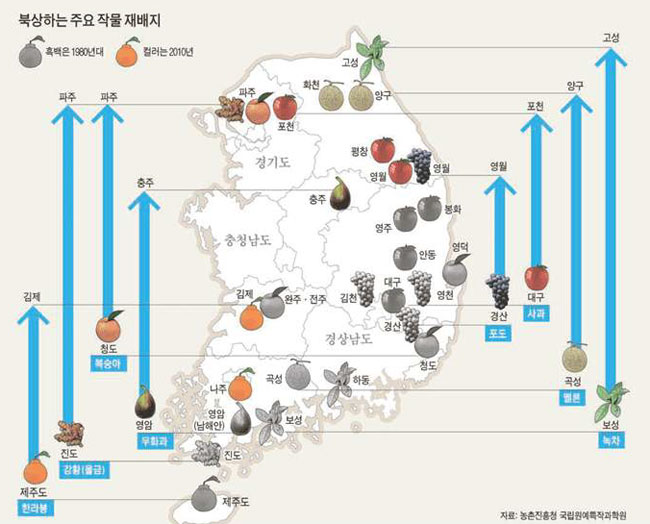 북상하는 주요 작물 재배지
흑백은 1980년대
컬러는 2010년
고성
파주
파주
파주
화천
양구
양구
포천
포천
경기도
평창
영월
영월
영월
충주
충주
봉화
영주
충청남도
안동
영덕
김제
김제
완주·전주
김천
대구
영천
경산
경상남도
청도
청도
복숭아
경산
포도
대구
사과
곡성
멜론
곡성
하동
나주
영암
(남해안)
보성
영암
무화과
보성
녹차
진도
강황(울금)
진도
제주도
한라봉
제주도
자료: 농촌진흥청 국립원예특작과학원